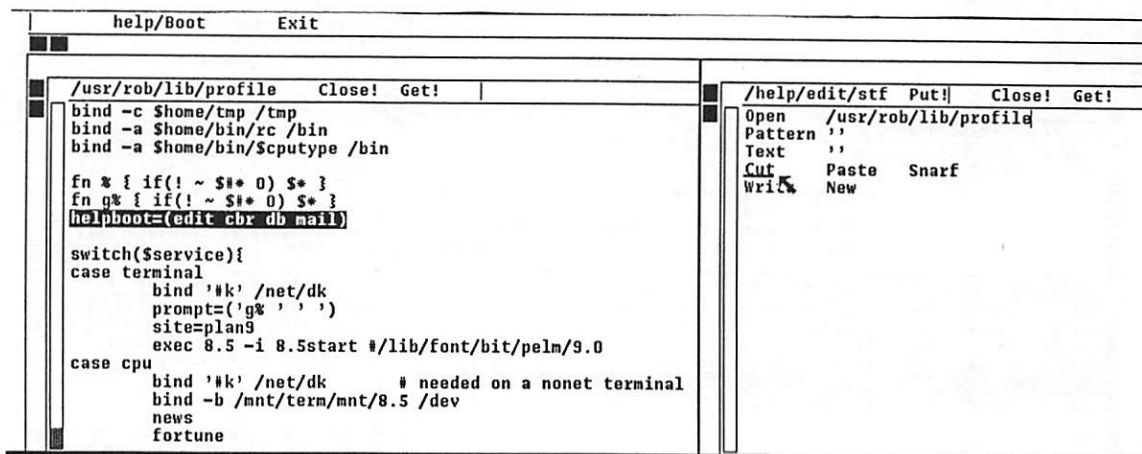 help/Boot Exit
/usr/rob/lib/profile Close! Get!
bind -c $home/tmp /tmp
bind -a $home/bin/rc /bin
bind -a $home/bin/$cputype /bin
fn % { if(! ~ $#* 0) $* }
fn g% { if(! ~ $#* 0) $* }
helpboot=(edit cbr db mail)
switch($service){
case terminal
bind '#k' /net/dk
prompt=('g% ' ' ')
site=plan9
exec 8.5 -i 8.5start #/lib/font/bit/pelm/9.0
case cpu
bind '#k' /net/dk # needed on a nonet terminal
bind -b /mnt/term/mnt/8.5 /dev
news
fortune
/help/edit/stf Put! Close! Get!
Open /usr/rob/lib/profile
Pattern ''
Text ''
Cut Paste Snarf
Write New